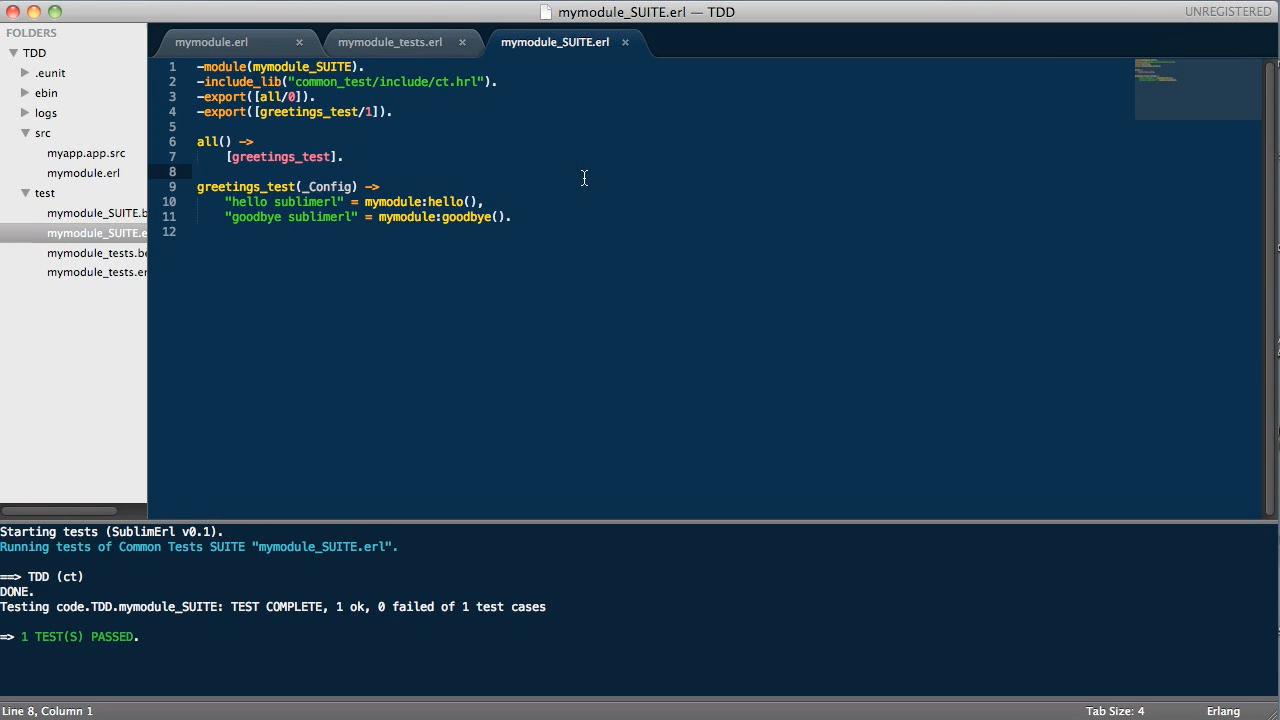 mymodule_SUITE.erl — TDD
UNREGISTERED
FOLDERS
TDD
.eunit
ebin
logs
src
myapp.app.src
mymodule.erl
test
mymodule_SUITE.b
mymodule_SUITE.e
mymodule_tests.be
mymodule_tests.er
mymodule.erl × mymodule_tests.erl × mymodule_SUITE.erl ×
1 -module(mymodule_SUITE).
2 -include_lib("common_test/include/ct.hrl").
3 -export([all/0]).
4 -export([greetings_test/1]).
5
6 all() ->
7 [greetings_test].
8
9 greetings_test(_Config) ->
10 "hello sublimerl" = mymodule:hello(),
11 "goodbye sublimerl" = mymodule:goodbye().
12
Starting tests (SublimErl v0.1).
Running tests of Common Tests SUITE "mymodule_SUITE.erl".
==> TDD (ct)
DONE.
Testing code.TDD.mymodule_SUITE: TEST COMPLETE, 1 ok, 0 failed of 1 test cases
=> 1 TEST(S) PASSED.
Line 8, Column 1
Tab Size: 4
Erlang